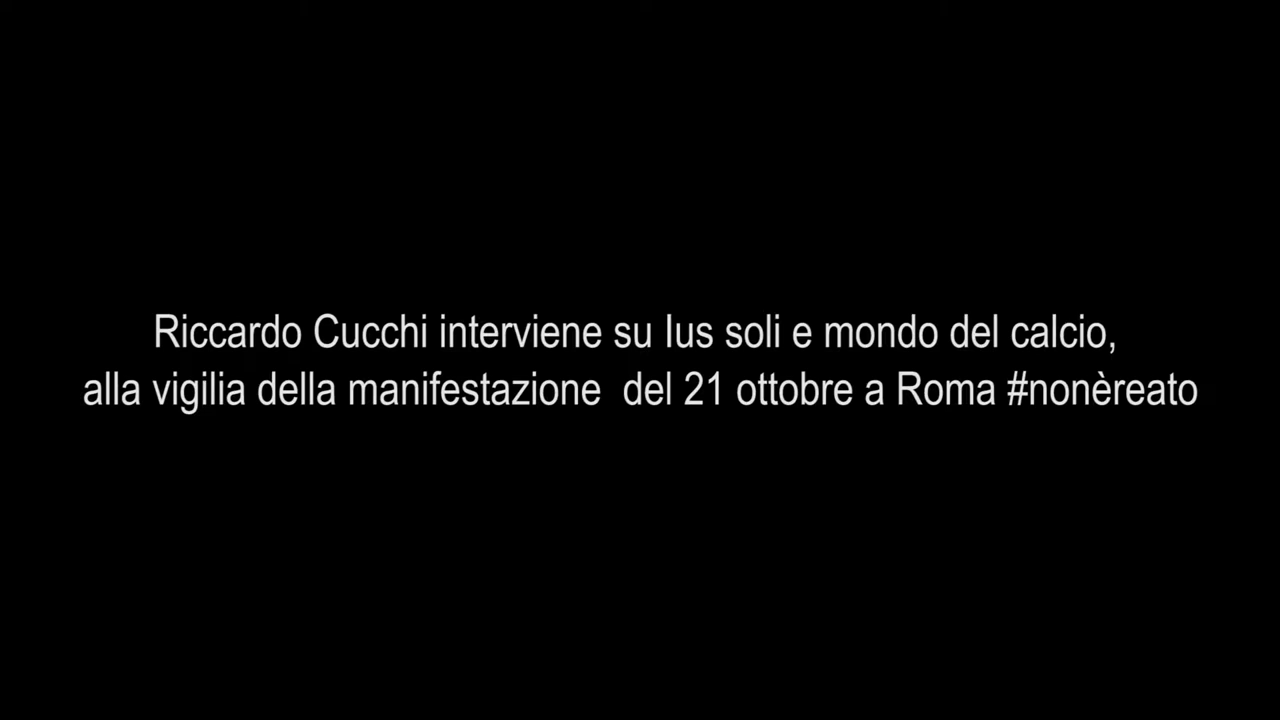 Riccardo Cucchi interviene su Ius soli e mondo del calcio,
alla vigilia della manifestazione  del 21 ottobre a Roma #nonèreato